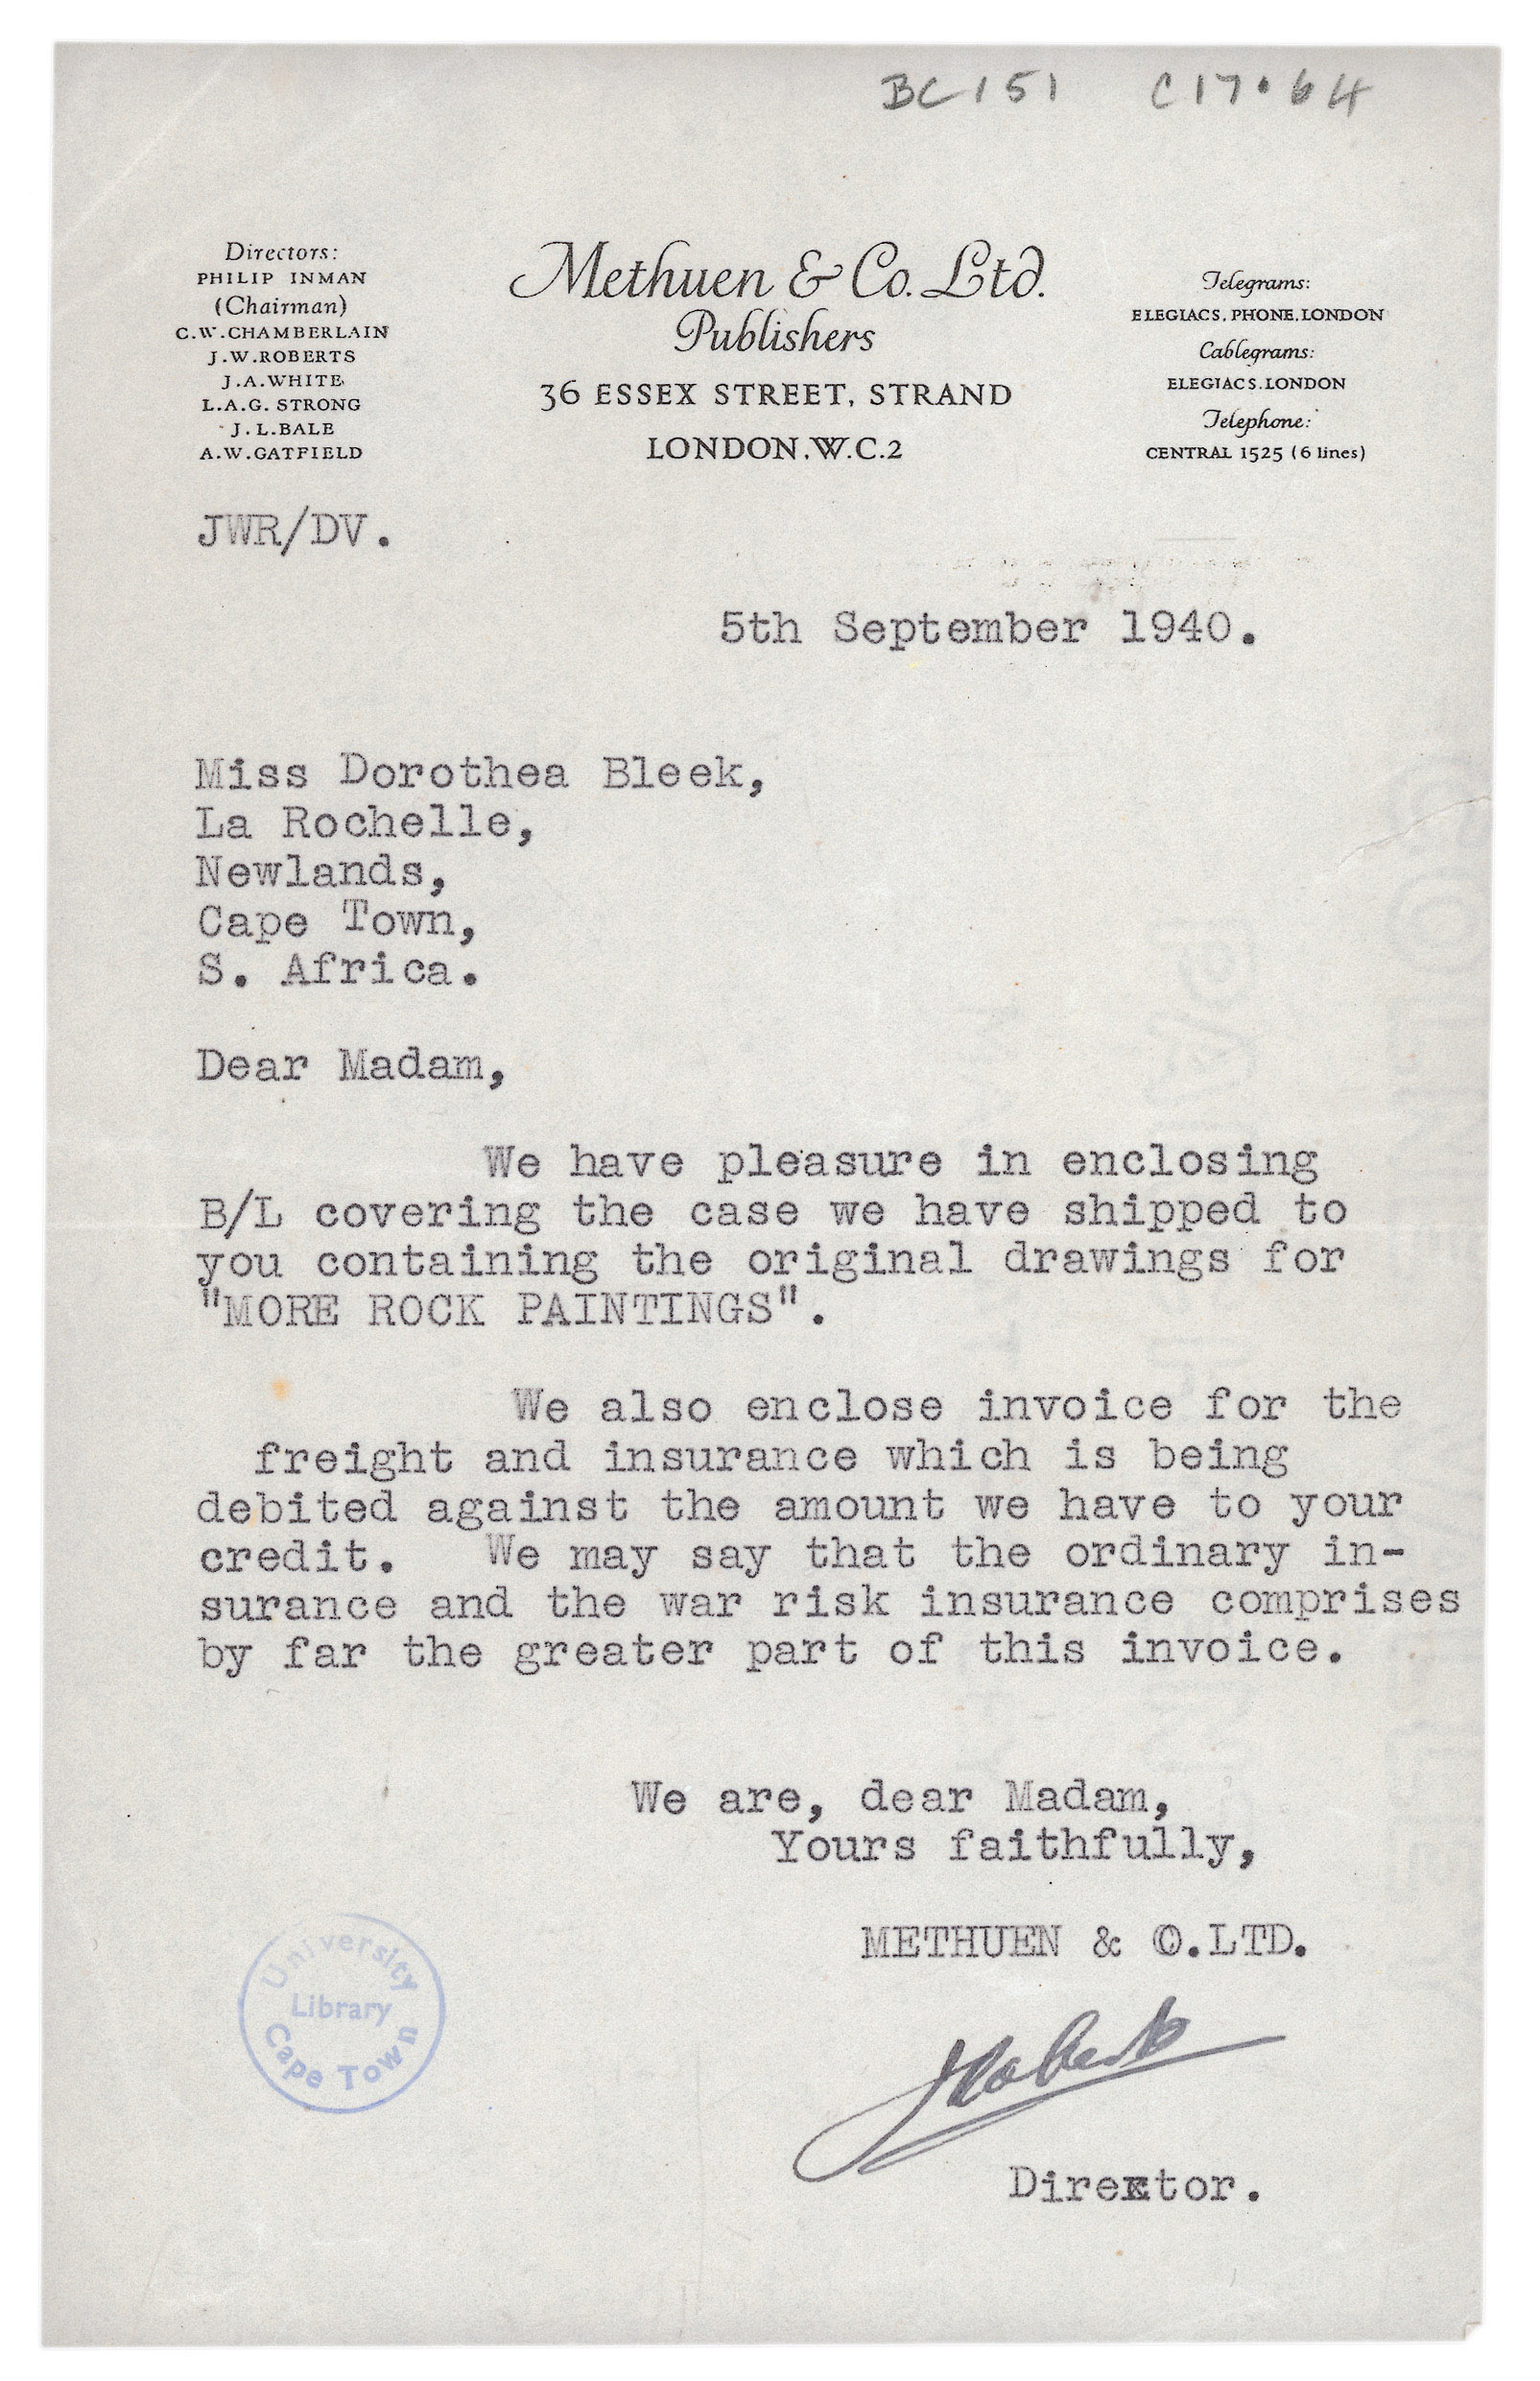 BC151 C17.64
Directors:
PHILIP INMAN
(Chairman)
C.W.CHAMBERLAIN
J.W.ROBERTS
J.A.WHITE
L.A.G. STRONG
J.L.BALE
A.W.GATFIELD
Methuen & Co. Ltd.
Publishers
36 ESSEX STREET, STRAND
LONDON.W.C.2
Telegrams:
ELEGIACS, PHONE, LONDON
Cablegrams:
ELEGIACS.LONDON
Telephone:
CENTRAL 1525 (6 lines)
JWR/DV.
5th September 1940.
Miss Dorothea Bleek,
La Rochelle,
Newlands,
Cape Town,
S. Africa.
Dear Madam,
We have pleasure in enclosing
B/L covering the case we have shipped to
you containing the original drawings for
"MORE ROCK PAINTINGS".
We also enclose invoice for the
freight and insurance which is being
debited against the amount we have to your
credit. We may say that the ordinary in-
surance and the war risk insurance comprises
by far the greater part of this invoice.
We are, dear Madam,
Yours faithfully,
METHUEN & CO.LTD.
JRoberts
Director.
University
Library
Cape Town